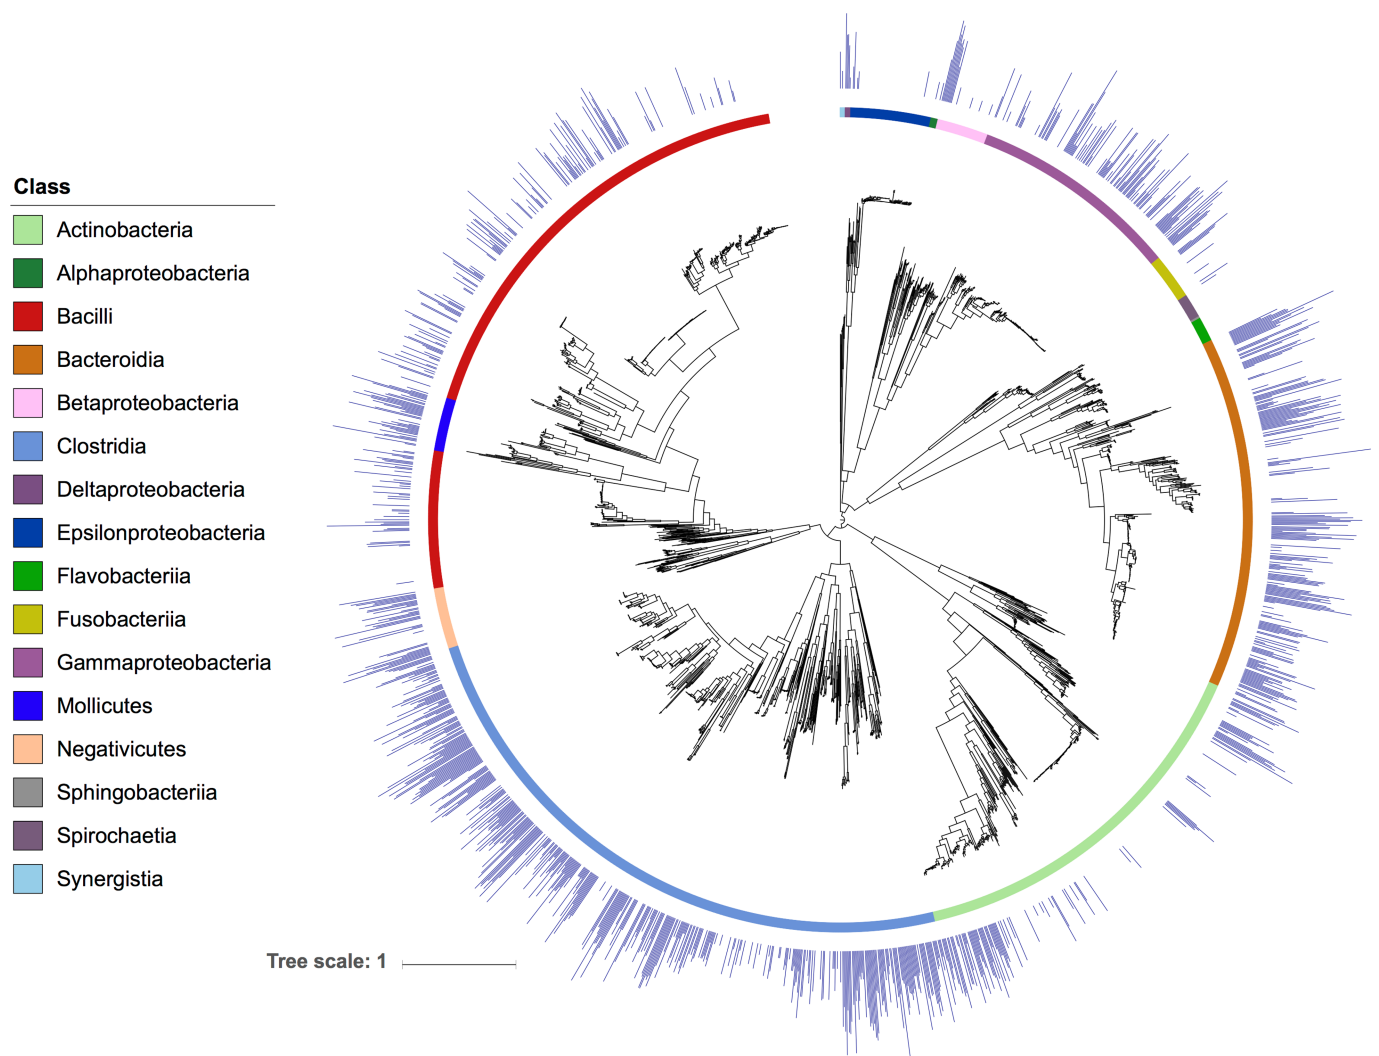 Class
Actinobacteria
Alphaproteobacteria
Bacilli
Bacteroidia
Betaproteobacteria
Clostridia
Deltaproteobacteria
Epsilonproteobacteria
Flavobacteriia
Fusobacteriia
Gammaproteobacteria
Mollicutes
Negativicutes
Sphingobacteriia
Spirochaetia
Synergistia
Tree scale: 1